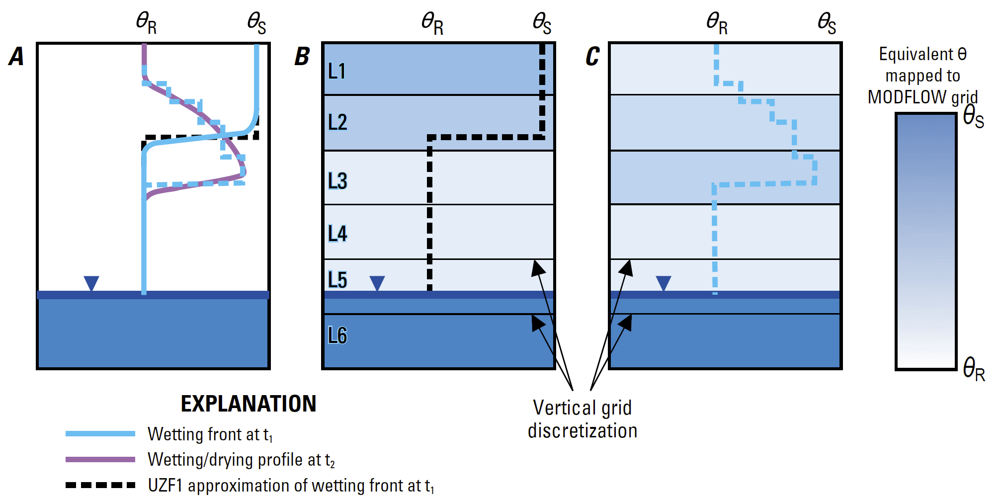 θR θS
θR θS
θR θS
A
B
C
L1
L2
L3
L4
L5
L6
Equivalent θ
mapped to
MODFLOW grid
θS
θR
Vertical grid
discretization
EXPLANATION
Wetting front at t1
Wetting/drying profile at t2
UZF1 approximation of wetting front at t1